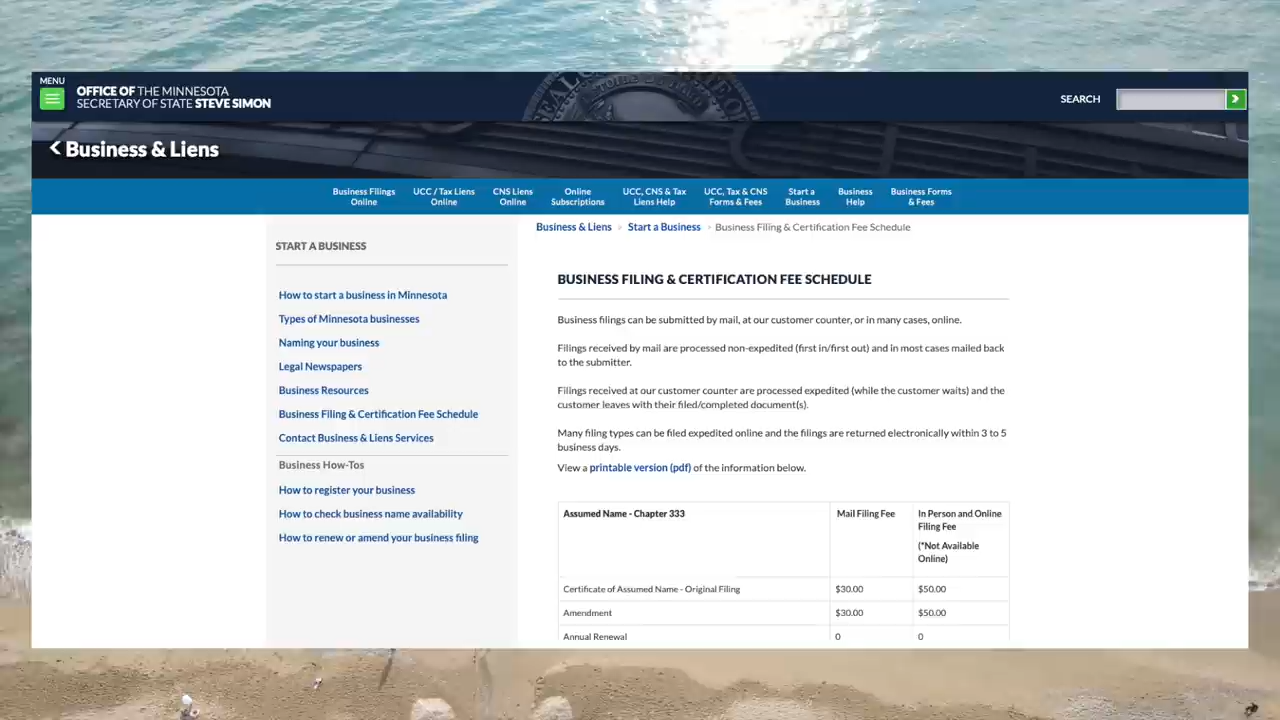 MENU
OFFICE OF THE MINNESOTA
SECRETARY OF STATE STEVE SIMON
SEARCH
Business & Liens
Business Filings Online
UCC / Tax Liens Online
CNS Liens Online
Online Subscriptions
UCC, CNS & Tax Liens Help
UCC, Tax & CNS Forms & Fees
Start a Business
Business Help
Business Forms & Fees
START A BUSINESS
How to start a business in Minnesota
Types of Minnesota businesses
Naming your business
Legal Newspapers
Business Resources
Business Filing & Certification Fee Schedule
Contact Business & Liens Services
Business How-Tos
How to register your business
How to check business name availability
How to renew or amend your business filing
Business & Liens > Start a Business > Business Filing & Certification Fee Schedule
BUSINESS FILING & CERTIFICATION FEE SCHEDULE
Business filings can be submitted by mail, at our customer counter, or in many cases, online.
Filings received by mail are processed non-expedited (first in/first out) and in most cases mailed back
to the submitter.
Filings received at our customer counter are processed expedited (while the customer waits) and the
customer leaves with their filed/completed document(s).
Many filing types can be filed expedited online and the filings are returned electronically within 3 to 5
business days.
View a printable version (pdf) of the information below.
Assumed Name - Chapter 333
Mail Filing Fee
In Person and Online
Filing Fee
(*Not Available
Online)
Certificate of Assumed Name - Original Filing $30.00 $50.00
Amendment $30.00 $50.00
Annual Renewal 0 0